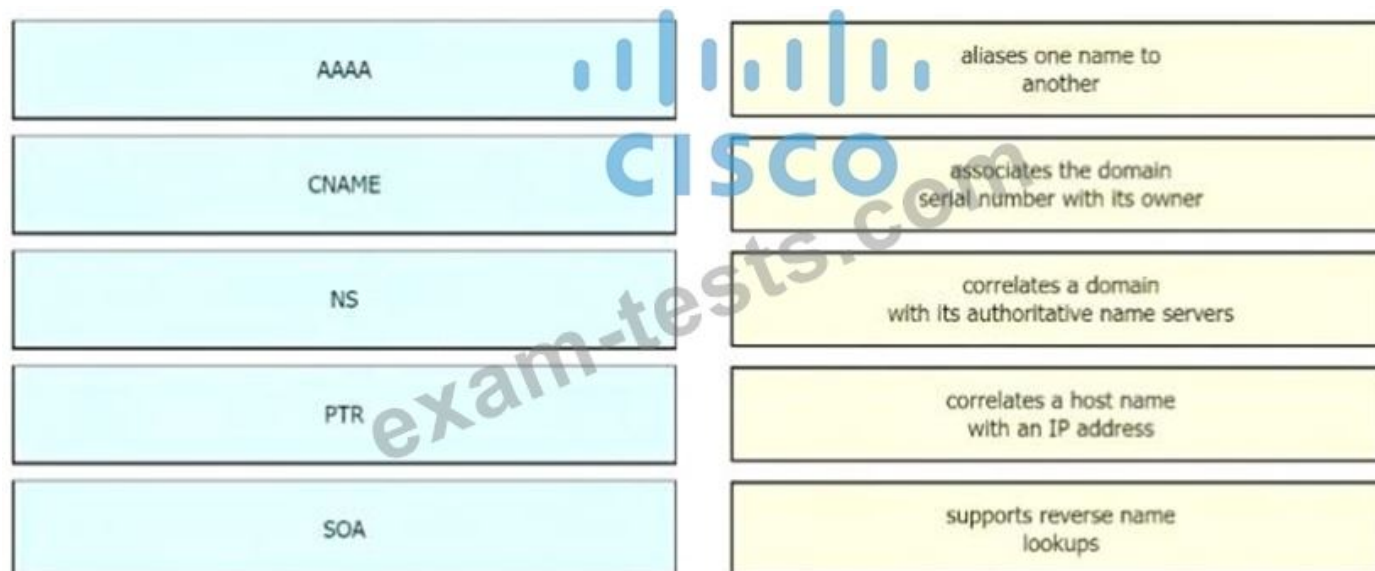 AAAA
aliases one name to
another
CISCO
CNAME
associates the domain
serial number with its owner
NS
correlates a domain
with its authoritative name servers
exam-tests.com
PTR
correlates a host name
with an IP address
SOA
supports reverse name
lookups